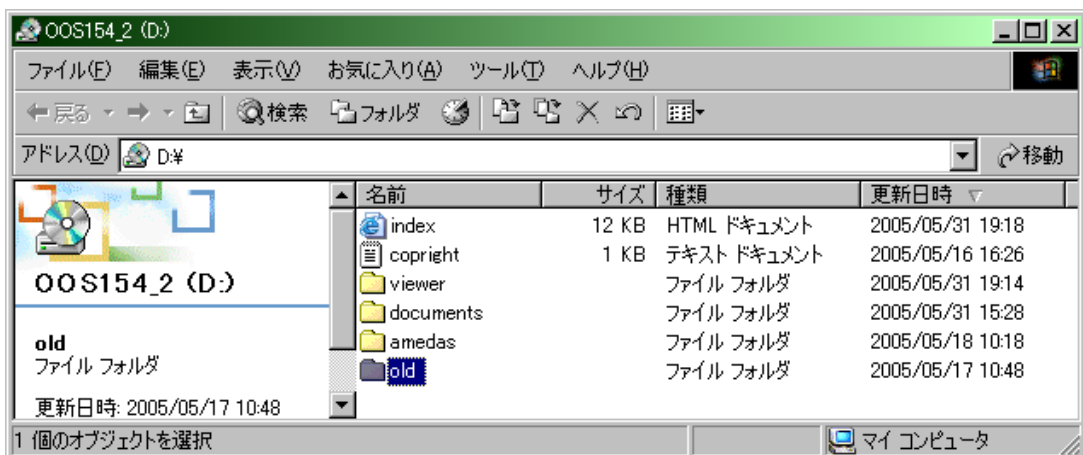 OOS154_2 (D:)
ファイル(F) 編集(E) 表示(V) お気に入り(A) ツール(T) ヘルプ(H)
戻る 検索 フォルダ
アドレス(D) D:¥ 移動
名前 サイズ 種類 更新日時
index 12 KB HTML ドキュメント 2005/05/31 19:18
copright 1 KB テキスト ドキュメント 2005/05/16 16:26
viewer ファイル フォルダ 2005/05/31 19:14
documents ファイル フォルダ 2005/05/31 15:28
amedas ファイル フォルダ 2005/05/18 10:18
old ファイル フォルダ 2005/05/17 10:48
OOS154_2 (D:)
old
ファイル フォルダ
更新日時: 2005/05/17 10:48
1 個のオブジェクトを選択 マイ コンピュータ